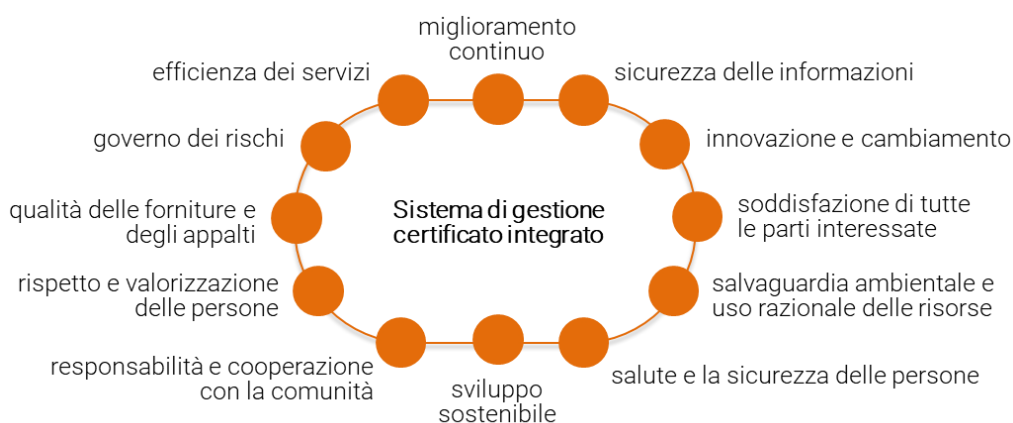 miglioramento
continuo
efficienza dei servizi
sicurezza delle informazioni
governo dei rischi
innovazione e cambiamento
qualità delle forniture e
degli appalti
Sistema di gestione
certificato integrato
soddisfazione di tutte
le parti interessate
rispetto e valorizzazione
delle persone
salvaguardia ambientale e
uso razionale delle risorse
responsabilità e cooperazione
con la comunità
sviluppo
sostenibile
salute e la sicurezza delle persone